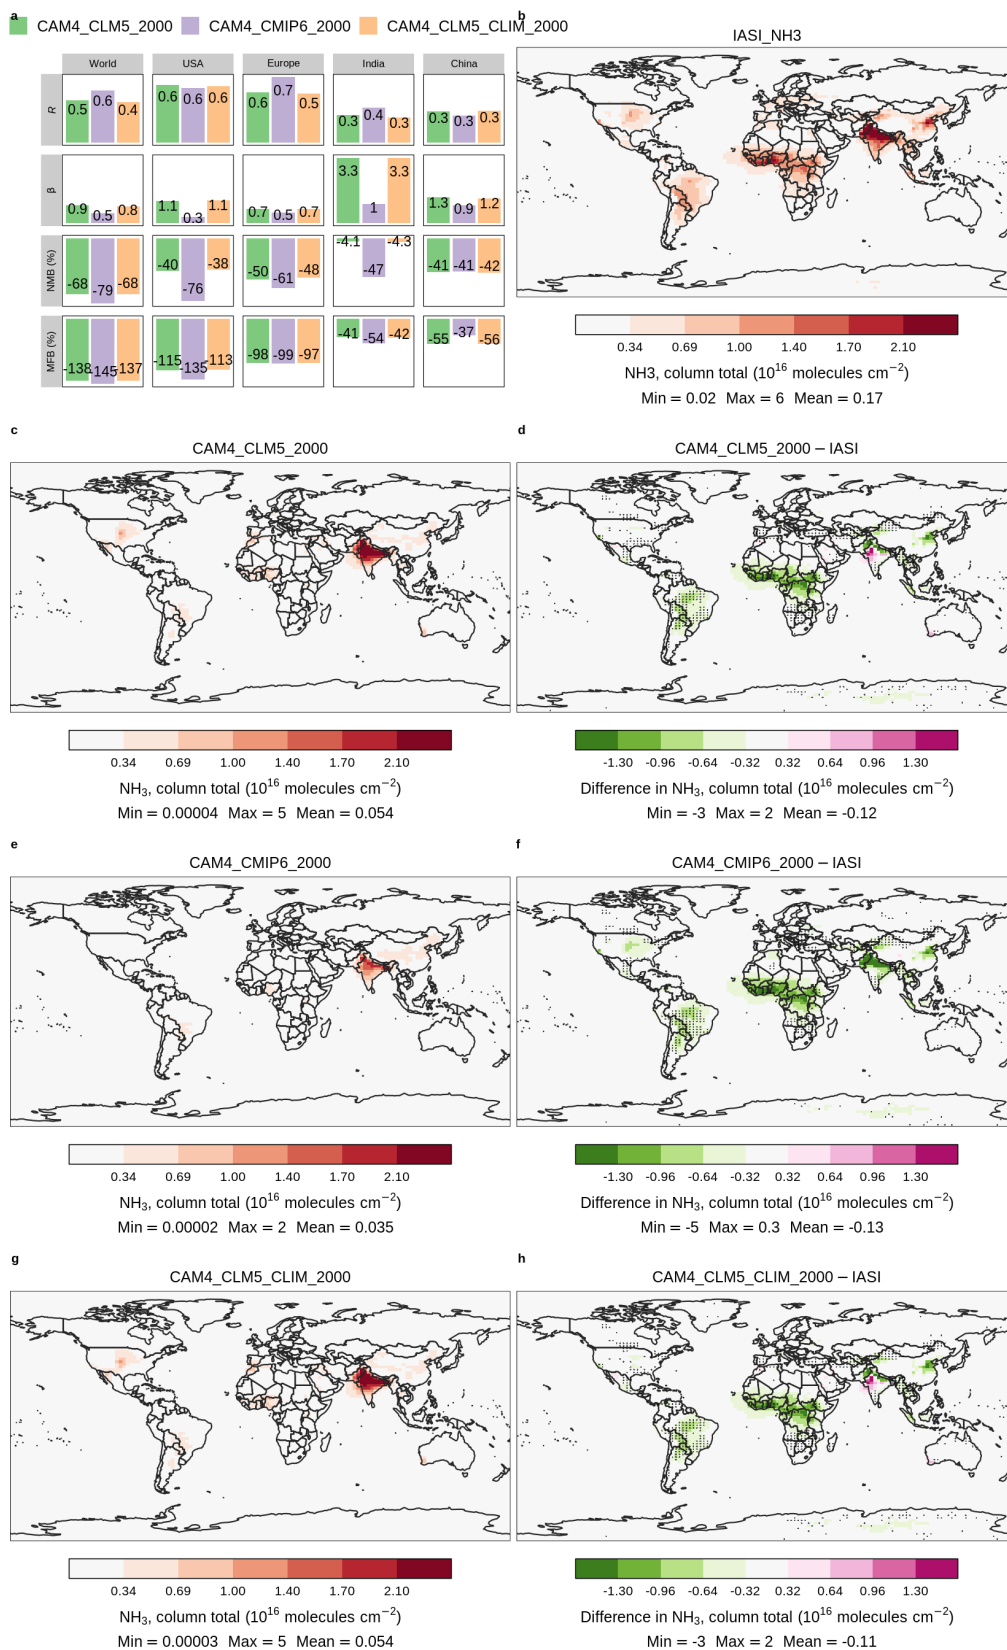 a
CAM4_CLM5_2000 CAM4_CMIP6_2000 CAM4_CLM5_CLIM_2000
World USA Europe India China
R
0.5 0.6 0.4 0.6 0.6 0.6 0.6 0.7 0.5 0.3 0.4 0.3 0.3 0.3 0.3
β
0.9 0.5 0.8 1.1 0.3 1.1 0.7 0.5 0.7 3.3 1 3.3 1.3 0.9 1.2
NMB (%)
-68 -79 -68 -40 -76 -38 -50 -61 -48 -4.1 -47 -4.3 -41 -41 -42
MFB (%)
-138 -145 -137 -115 -135 -113 -98 -99 -97 -41 -54 -42 -55 -37 -56
b
IASI_NH3
0.34 0.69 1.00 1.40 1.70 2.10
NH3, column total (10¹⁶ molecules cm⁻²)
Min = 0.02 Max = 6 Mean = 0.17
c
CAM4_CLM5_2000
0.34 0.69 1.00 1.40 1.70 2.10
NH₃, column total (10¹⁶ molecules cm⁻²)
Min = 0.00004 Max = 5 Mean = 0.054
d
CAM4_CLM5_2000 – IASI
-1.30 -0.96 -0.64 -0.32 0.32 0.64 0.96 1.30
Difference in NH₃, column total (10¹⁶ molecules cm⁻²)
Min = -3 Max = 2 Mean = -0.12
e
CAM4_CMIP6_2000
0.34 0.69 1.00 1.40 1.70 2.10
NH₃, column total (10¹⁶ molecules cm⁻²)
Min = 0.00002 Max = 2 Mean = 0.035
f
CAM4_CMIP6_2000 – IASI
-1.30 -0.96 -0.64 -0.32 0.32 0.64 0.96 1.30
Difference in NH₃, column total (10¹⁶ molecules cm⁻²)
Min = -5 Max = 0.3 Mean = -0.13
g
CAM4_CLM5_CLIM_2000
0.34 0.69 1.00 1.40 1.70 2.10
NH₃, column total (10¹⁶ molecules cm⁻²)
Min = 0.00003 Max = 5 Mean = 0.054
h
CAM4_CLM5_CLIM_2000 – IASI
-1.30 -0.96 -0.64 -0.32 0.32 0.64 0.96 1.30
Difference in NH₃, column total (10¹⁶ molecules cm⁻²)
Min = -3 Max = 2 Mean = -0.11